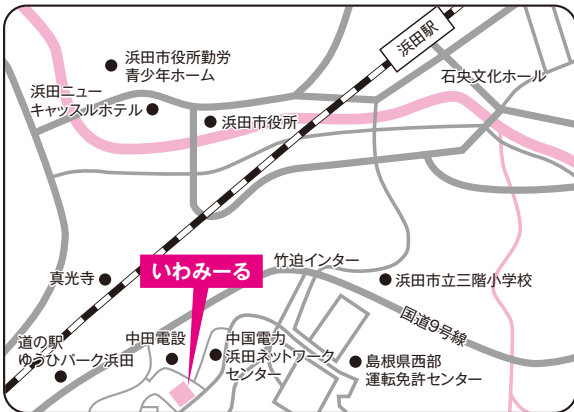 浜田駅
浜田市役所勤労
青少年ホーム
石央文化ホール
浜田ニュー
キャッスルホテル
浜田市役所
いわみーる
竹迫インター
真光寺
浜田市立三階小学校
国道9号線
道の駅
ゆうひパーク浜田
中田電設
中国電力
浜田ネットワーク
センター
島根県西部
運転免許センター